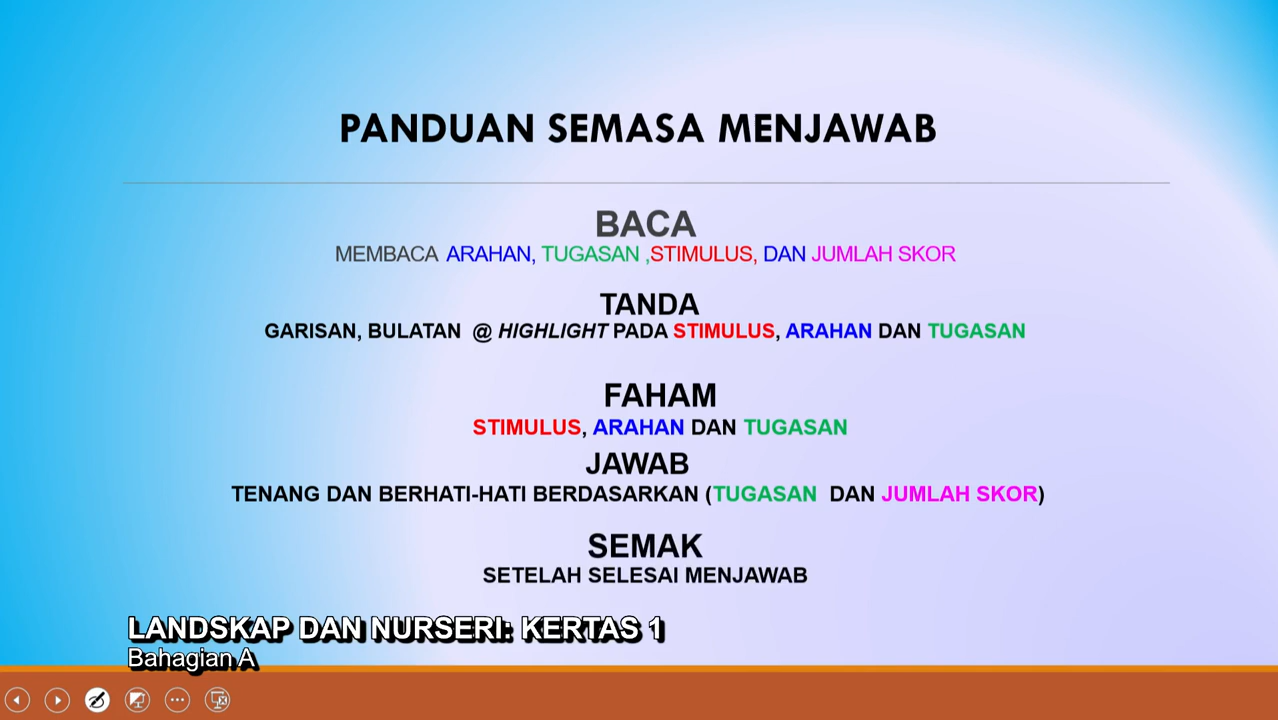 PANDUAN SEMASA MENJAWAB
BACA
MEMBACA ARAHAN, TUGASAN ,STIMULUS, DAN JUMLAH SKOR
TANDA
GARISAN, BULATAN @ HIGHLIGHT PADA STIMULUS, ARAHAN DAN TUGASAN
FAHAM
STIMULUS, ARAHAN DAN TUGASAN
JAWAB
TENANG DAN BERHATI-HATI BERDASARKAN (TUGASAN DAN JUMLAH SKOR)
SEMAK
SETELAH SELESAI MENJAWAB
LANDSKAP DAN NURSERI: KERTAS 1
Bahagian A